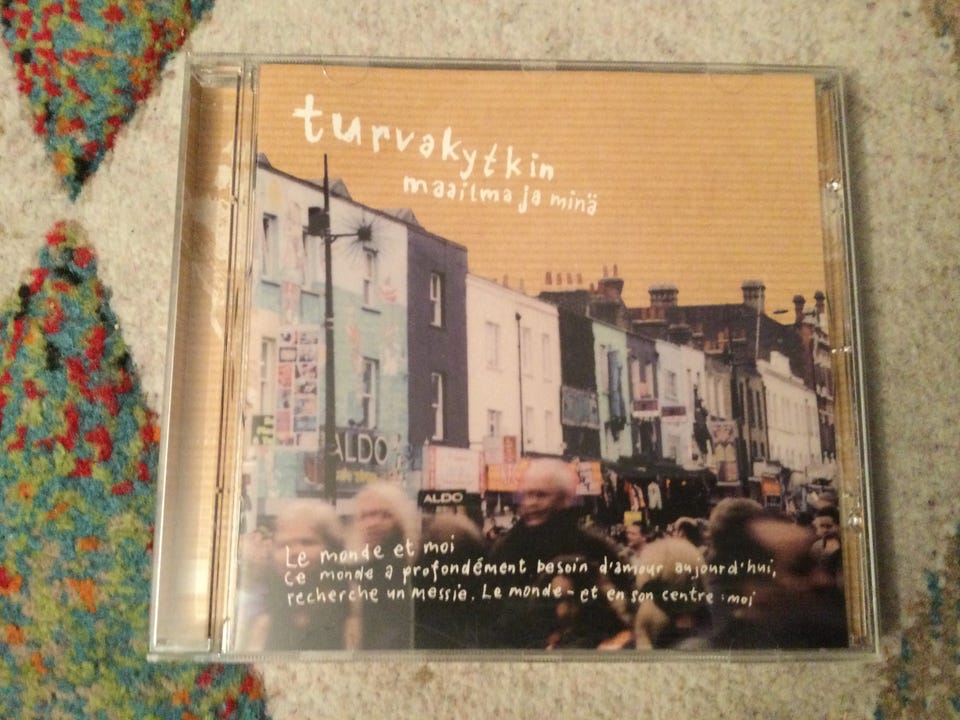 turvakytkin
maailma ja minä
ALDO
ALDO
Le monde et moi
Ce monde a profondément besoin d'amour aujourd'hui,
recherche un messie. Le monde - et en son centre : moi